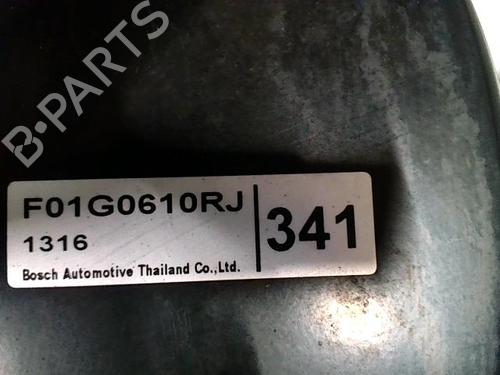 B-PARTS
F01G0610RJ
1316
341
Bosch Automotive Thailand Co.,Ltd.